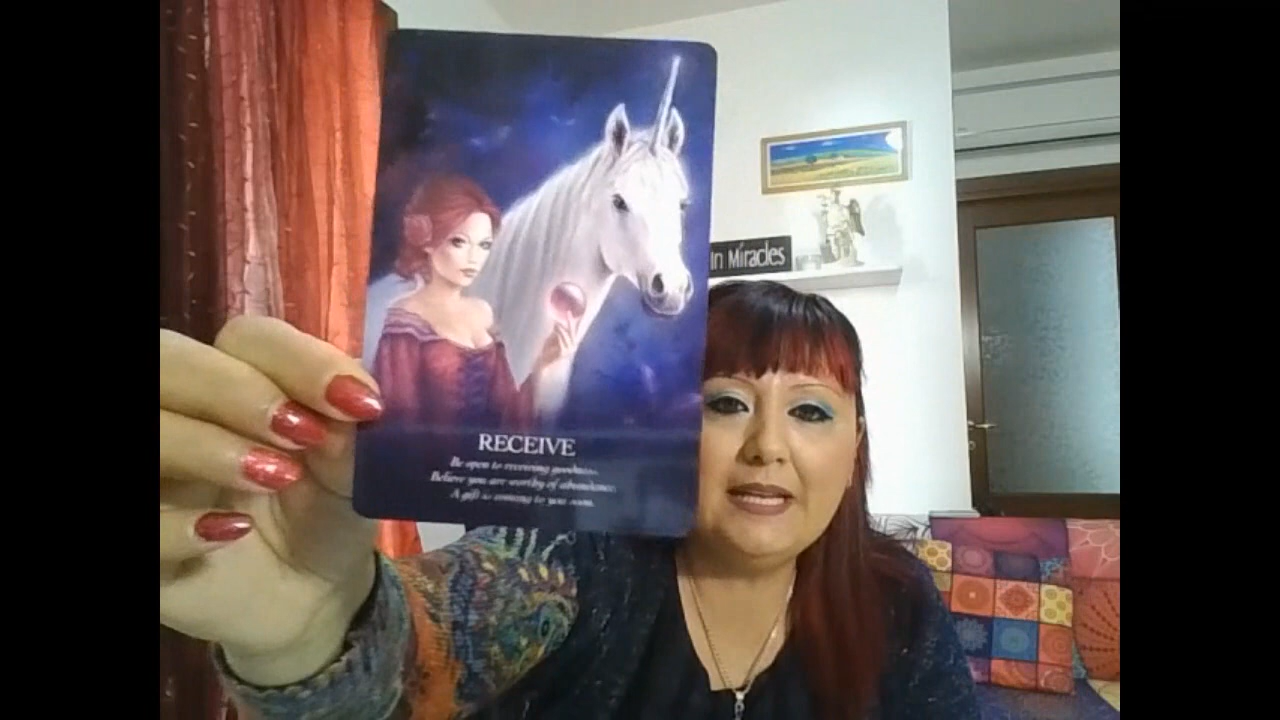 in Miracles
RECEIVE
Be open to receiving goodness.
Believe you are worthy of abundance.
A gift is coming to you soon.